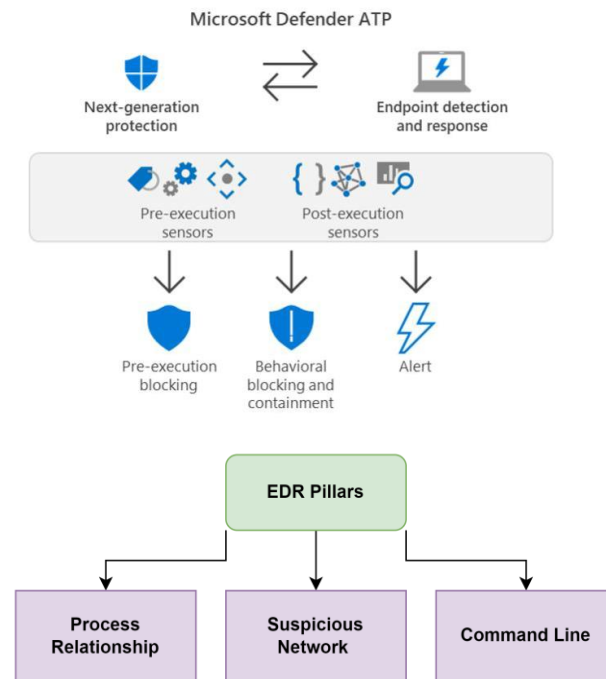 Microsoft Defender ATP
Next-generation
protection
Endpoint detection
and response
Pre-execution
sensors
Post-execution
sensors
Pre-execution
blocking
Behavioral
blocking and
containment
Alert
EDR Pillars
Process
Relationship
Suspicious
Network
Command Line